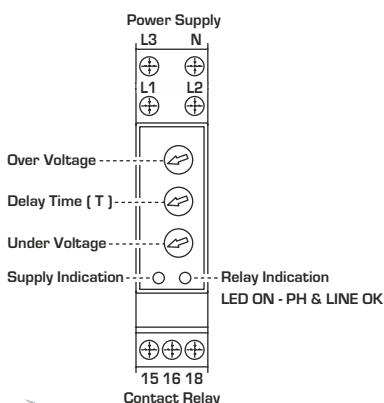 Power Supply
L3 N
L1 L2
Over Voltage
Delay Time ( T )
Under Voltage
Supply Indication
Relay Indication
LED ON - PH & LINE OK
15 16 18
Contact Relay